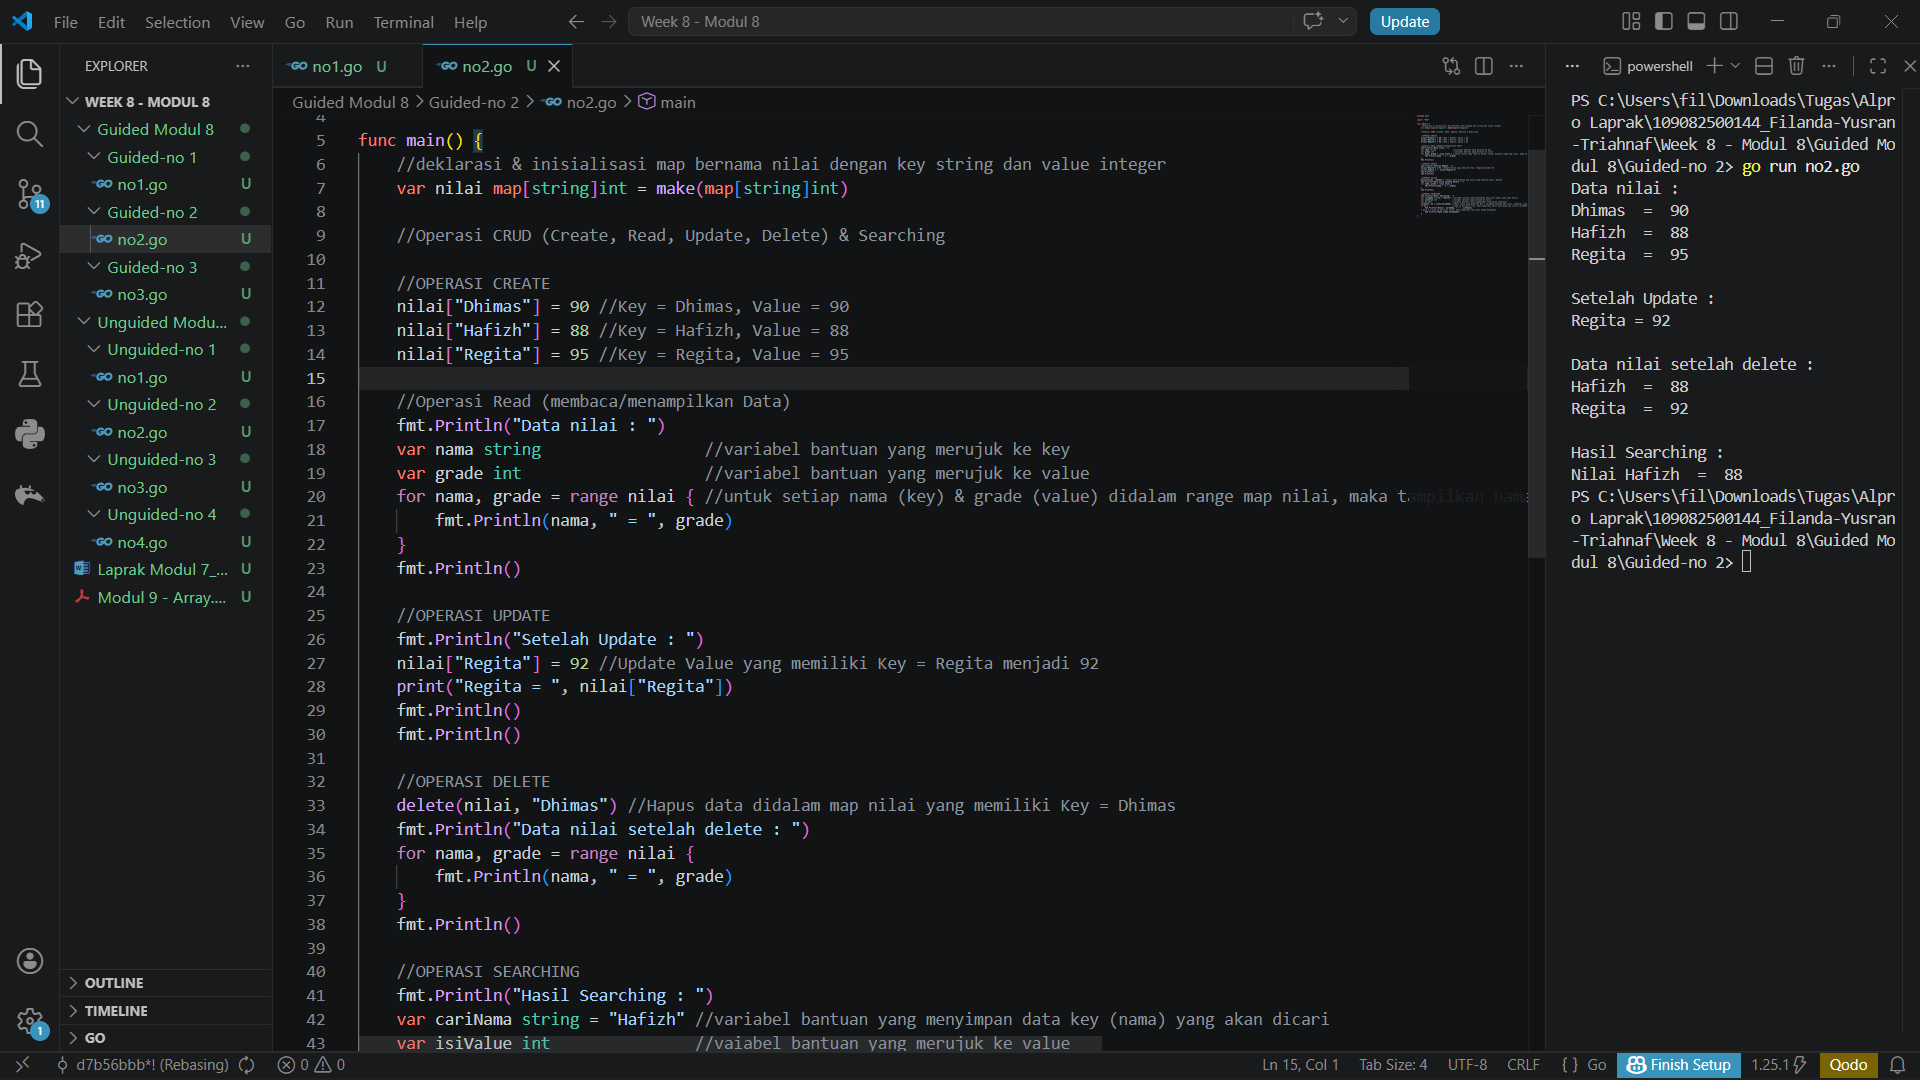 File Edit Selection View Go Run Terminal Help
Week 8 - Modul 8
Update
EXPLORER
WEEK 8 - MODUL 8
Guided Modul 8
Guided-no 1
no1.go U
Guided-no 2
no2.go U
Guided-no 3
no3.go U
Unguided Modu...
Unguided-no 1
no1.go U
Unguided-no 2
no2.go U
Unguided-no 3
no3.go U
Unguided-no 4
no4.go U
Laprak Modul 7_... U
Modul 9 - Array.... U
OUTLINE
TIMELINE
GO
11
1
no1.go U
no2.go U
Guided Modul 8 > Guided-no 2 > no2.go > main
4
5 func main() {
6 //deklarasi & inisialisasi map bernama nilai dengan key string dan value integer
7 var nilai map[string]int = make(map[string]int)
8
9 //Operasi CRUD (Create, Read, Update, Delete) & Searching
10
11 //OPERASI CREATE
12 nilai["Dhimas"] = 90 //Key = Dhimas, Value = 90
13 nilai["Hafizh"] = 88 //Key = Hafizh, Value = 88
14 nilai["Regita"] = 95 //Key = Regita, Value = 95
15
16 //Operasi Read (membaca/menampilkan Data)
17 fmt.Println("Data nilai : ")
18 var nama string //variabel bantuan yang merujuk ke key
19 var grade int //variabel bantuan yang merujuk ke value
20 for nama, grade = range nilai { //untuk setiap nama (key) & grade (value) didalam range map nilai, maka tampilkan nama
21 fmt.Println(nama, " = ", grade)
22 }
23 fmt.Println()
24
25 //OPERASI UPDATE
26 fmt.Println("Setelah Update : ")
27 nilai["Regita"] = 92 //Update Value yang memiliki Key = Regita menjadi 92
28 print("Regita = ", nilai["Regita"])
29 fmt.Println()
30 fmt.Println()
31
32 //OPERASI DELETE
33 delete(nilai, "Dhimas") //Hapus data didalam map nilai yang memiliki Key = Dhimas
34 fmt.Println("Data nilai setelah delete : ")
35 for nama, grade = range nilai {
36 fmt.Println(nama, " = ", grade)
37 }
38 fmt.Println()
39
40 //OPERASI SEARCHING
41 fmt.Println("Hasil Searching : ")
42 var cariNama string = "Hafizh" //variabel bantuan yang menyimpan data key (nama) yang akan dicari
43 var isiValue int //vaiabel bantuan yang merujuk ke value
powershell
PS C:\Users\fil\Downloads\Tugas\Alpr
o Laprak\109082500144_Filanda-Yusran
-Triahnaf\Week 8 - Modul 8\Guided Mo
dul 8\Guided-no 2> go run no2.go
Data nilai :
Dhimas  =  90
Hafizh  =  88
Regita  =  95
Setelah Update :
Regita = 92
Data nilai setelah delete :
Hafizh  =  88
Regita  =  92
Hasil Searching :
Nilai Hafizh  =  88
PS C:\Users\fil\Downloads\Tugas\Alpr
o Laprak\109082500144_Filanda-Yusran
-Triahnaf\Week 8 - Modul 8\Guided Mo
dul 8\Guided-no 2>
d7b56bbb*! (Rebasing) 0 0 Ln 15, Col 1 Tab Size: 4 UTF-8 CRLF { } Go Finish Setup 1.25.1 Qodo